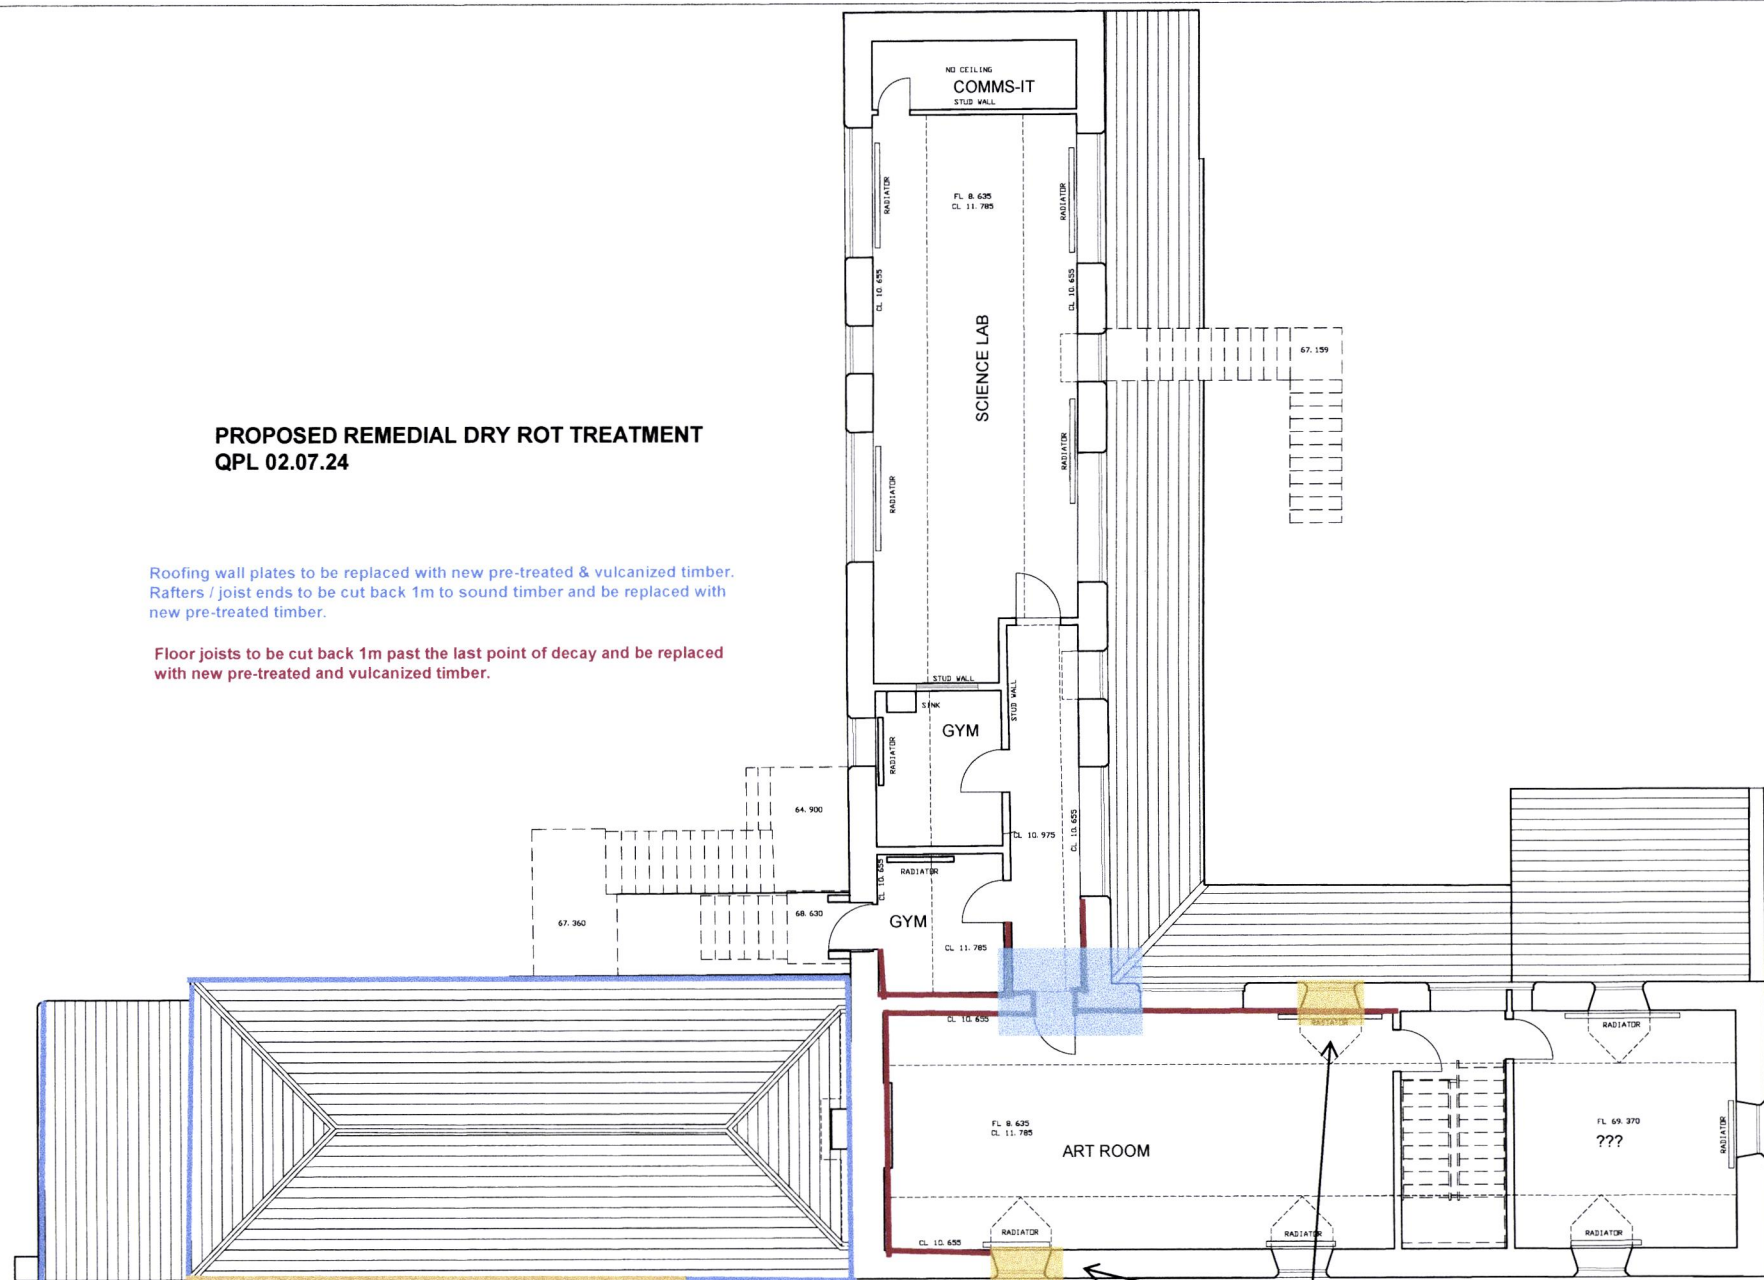 NO CEILING
COMMS-IT
STUD WALL
RADIATOR
FL 8.635
CL 11.785
RADIATOR
CL 10.655
CL 10.655
SCIENCE LAB
67.159
PROPOSED REMEDIAL DRY ROT TREATMENT
QPL 02.07.24
RADIATOR
RADIATOR
Roofing wall plates to be replaced with new pre-treated & vulcanized timber.
Rafters / joist ends to be cut back 1m to sound timber and be replaced with
new pre-treated timber.
Floor joists to be cut back 1m past the last point of decay and be replaced
with new pre-treated and vulcanized timber.
STUD WALL
STUD WALL
SINK
GYM
RADIATOR
64.900
CL 10.975
CL 10.655
RADIATOR
CL 10.655
67.360
68.630
GYM
CL 11.785
CL 10.655
RADIATOR
RADIATOR
FL 8.635
CL 11.785
ART ROOM
FL 69.370
???
RADIATOR
RADIATOR
RADIATOR
RADIATOR
CL 10.655